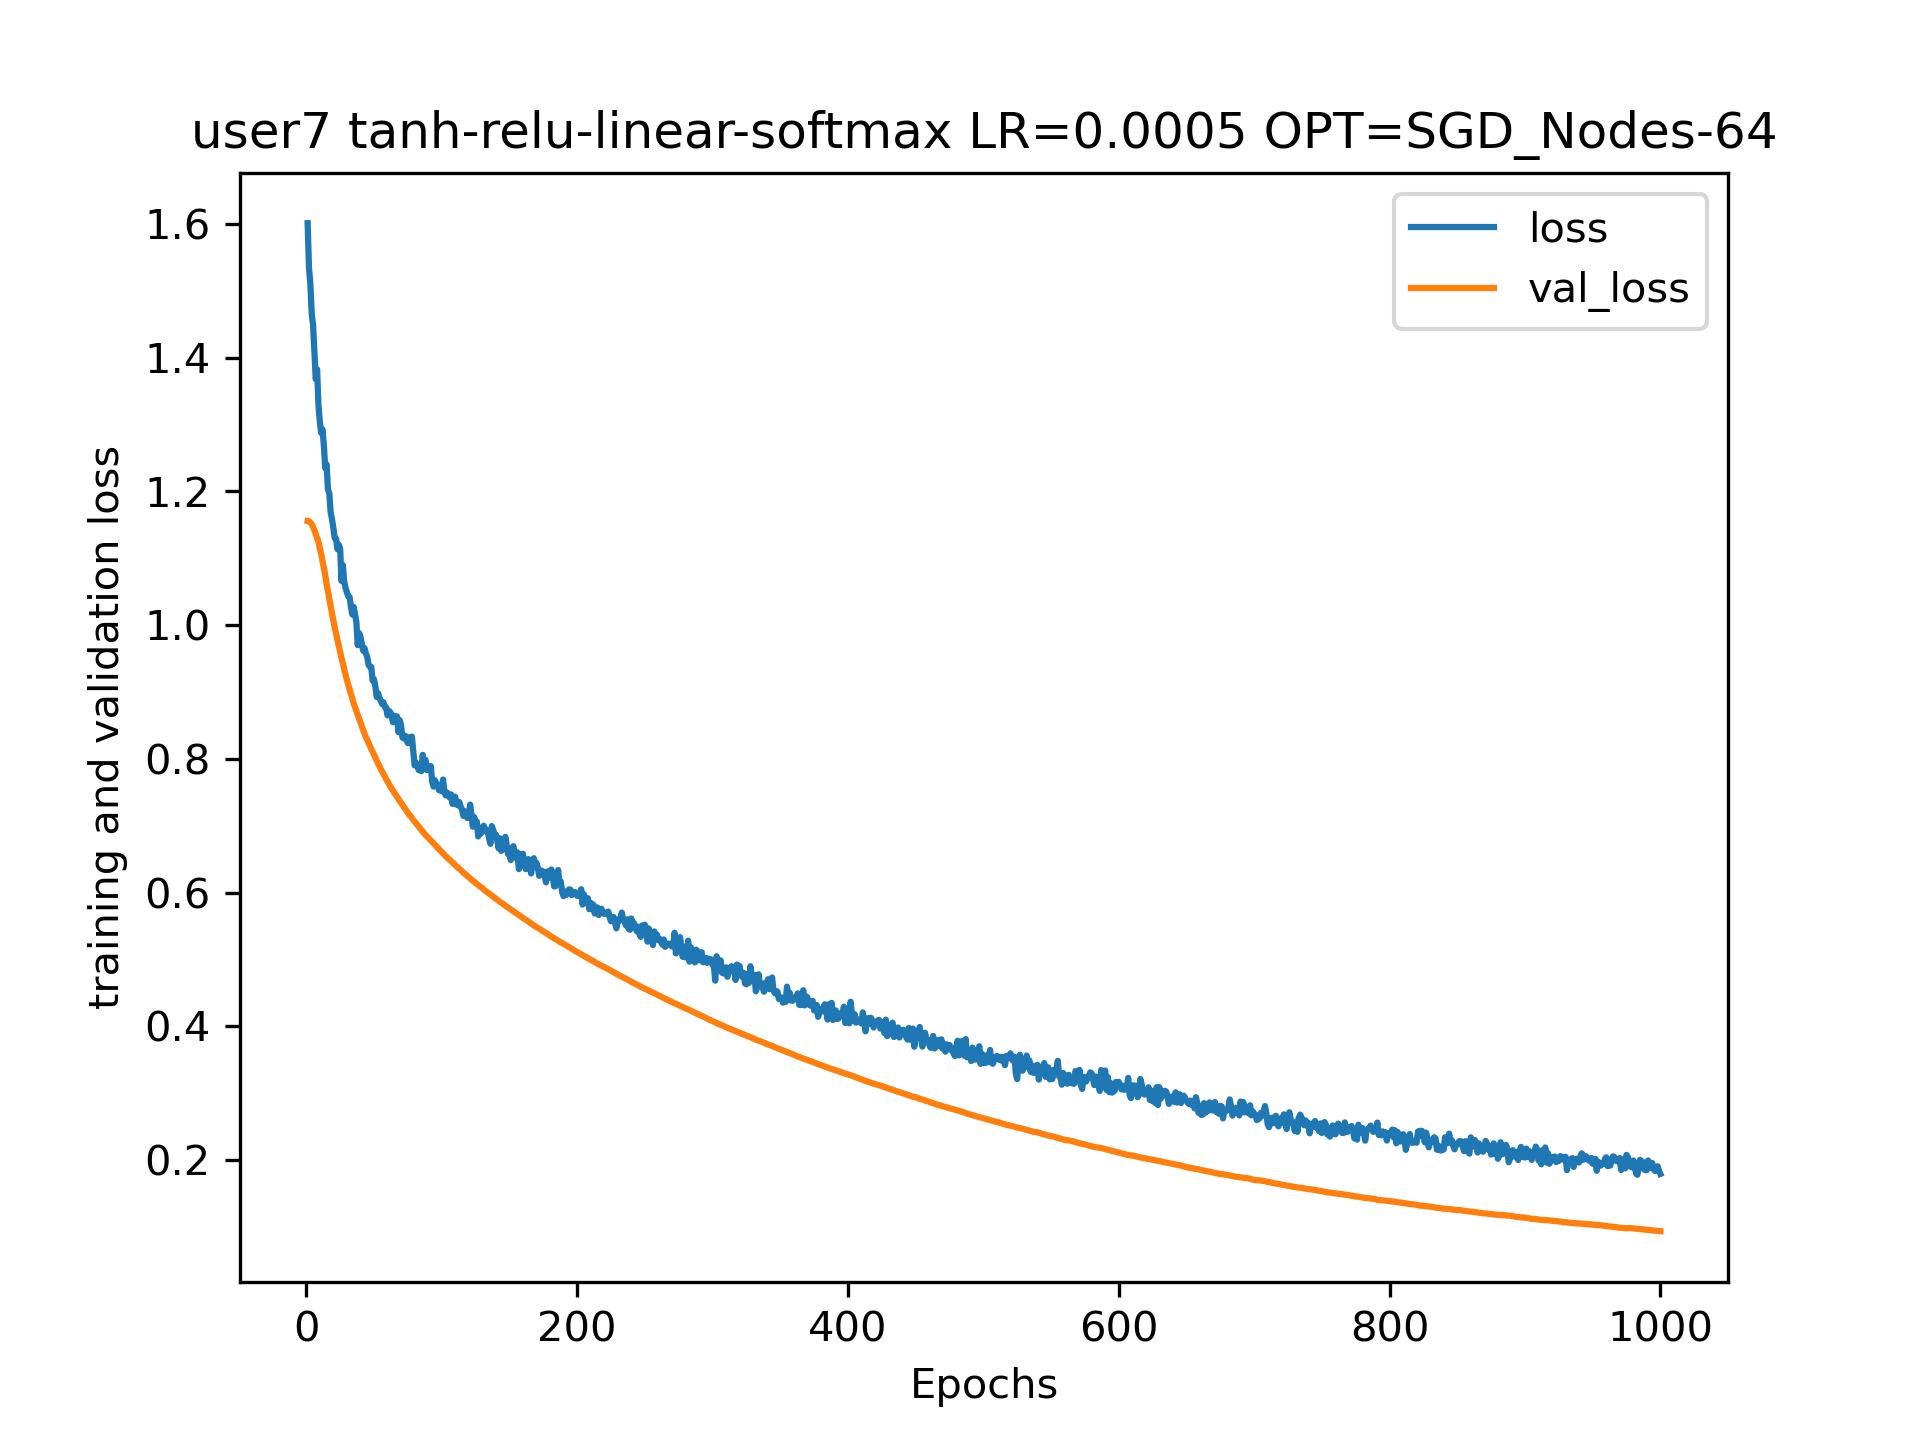 user7 tanh-relu-linear-softmax LR=0.0005 OPT=SGD_Nodes-64
loss
val_loss
training and validation loss
1.6
1.4
1.2
1.0
0.8
0.6
0.4
0.2
0 200 400 600 800 1000
Epochs